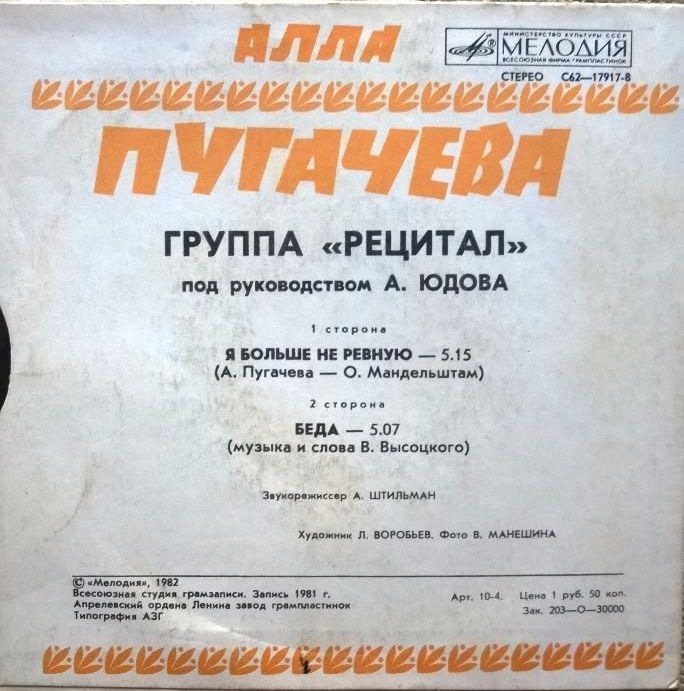 АЛЛА
МИНИСТЕРСТВО КУЛЬТУРЫ СССР
МЕЛОДИЯ
ВСЕСОЮЗНАЯ ФИРМА ГРАМПЛАСТИНОК
СТЕРЕО С62—17917-8
ПУГАЧЕВА
ГРУППА «РЕЦИТАЛ»
под руководством А. ЮДОВА
1 сторона
Я БОЛЬШЕ НЕ РЕВНУЮ — 5.15
(А. Пугачева — О. Мандельштам)
2 сторона
БЕДА — 5.07
(музыка и слова В. Высоцкого)
Звукорежиссер А. ШТИЛЬМАН
Художник Л. ВОРОБЬЕВ. Фото В. МАНЕШИНА
© «Мелодия», 1982
Всесоюзная студия грамзаписи. Запись 1981 г.
Апрелевский ордена Ленина завод грампластинок
Типография АЗГ
Арт. 10-4. Цена 1 руб. 50 коп.
Зак. 203—О—30000